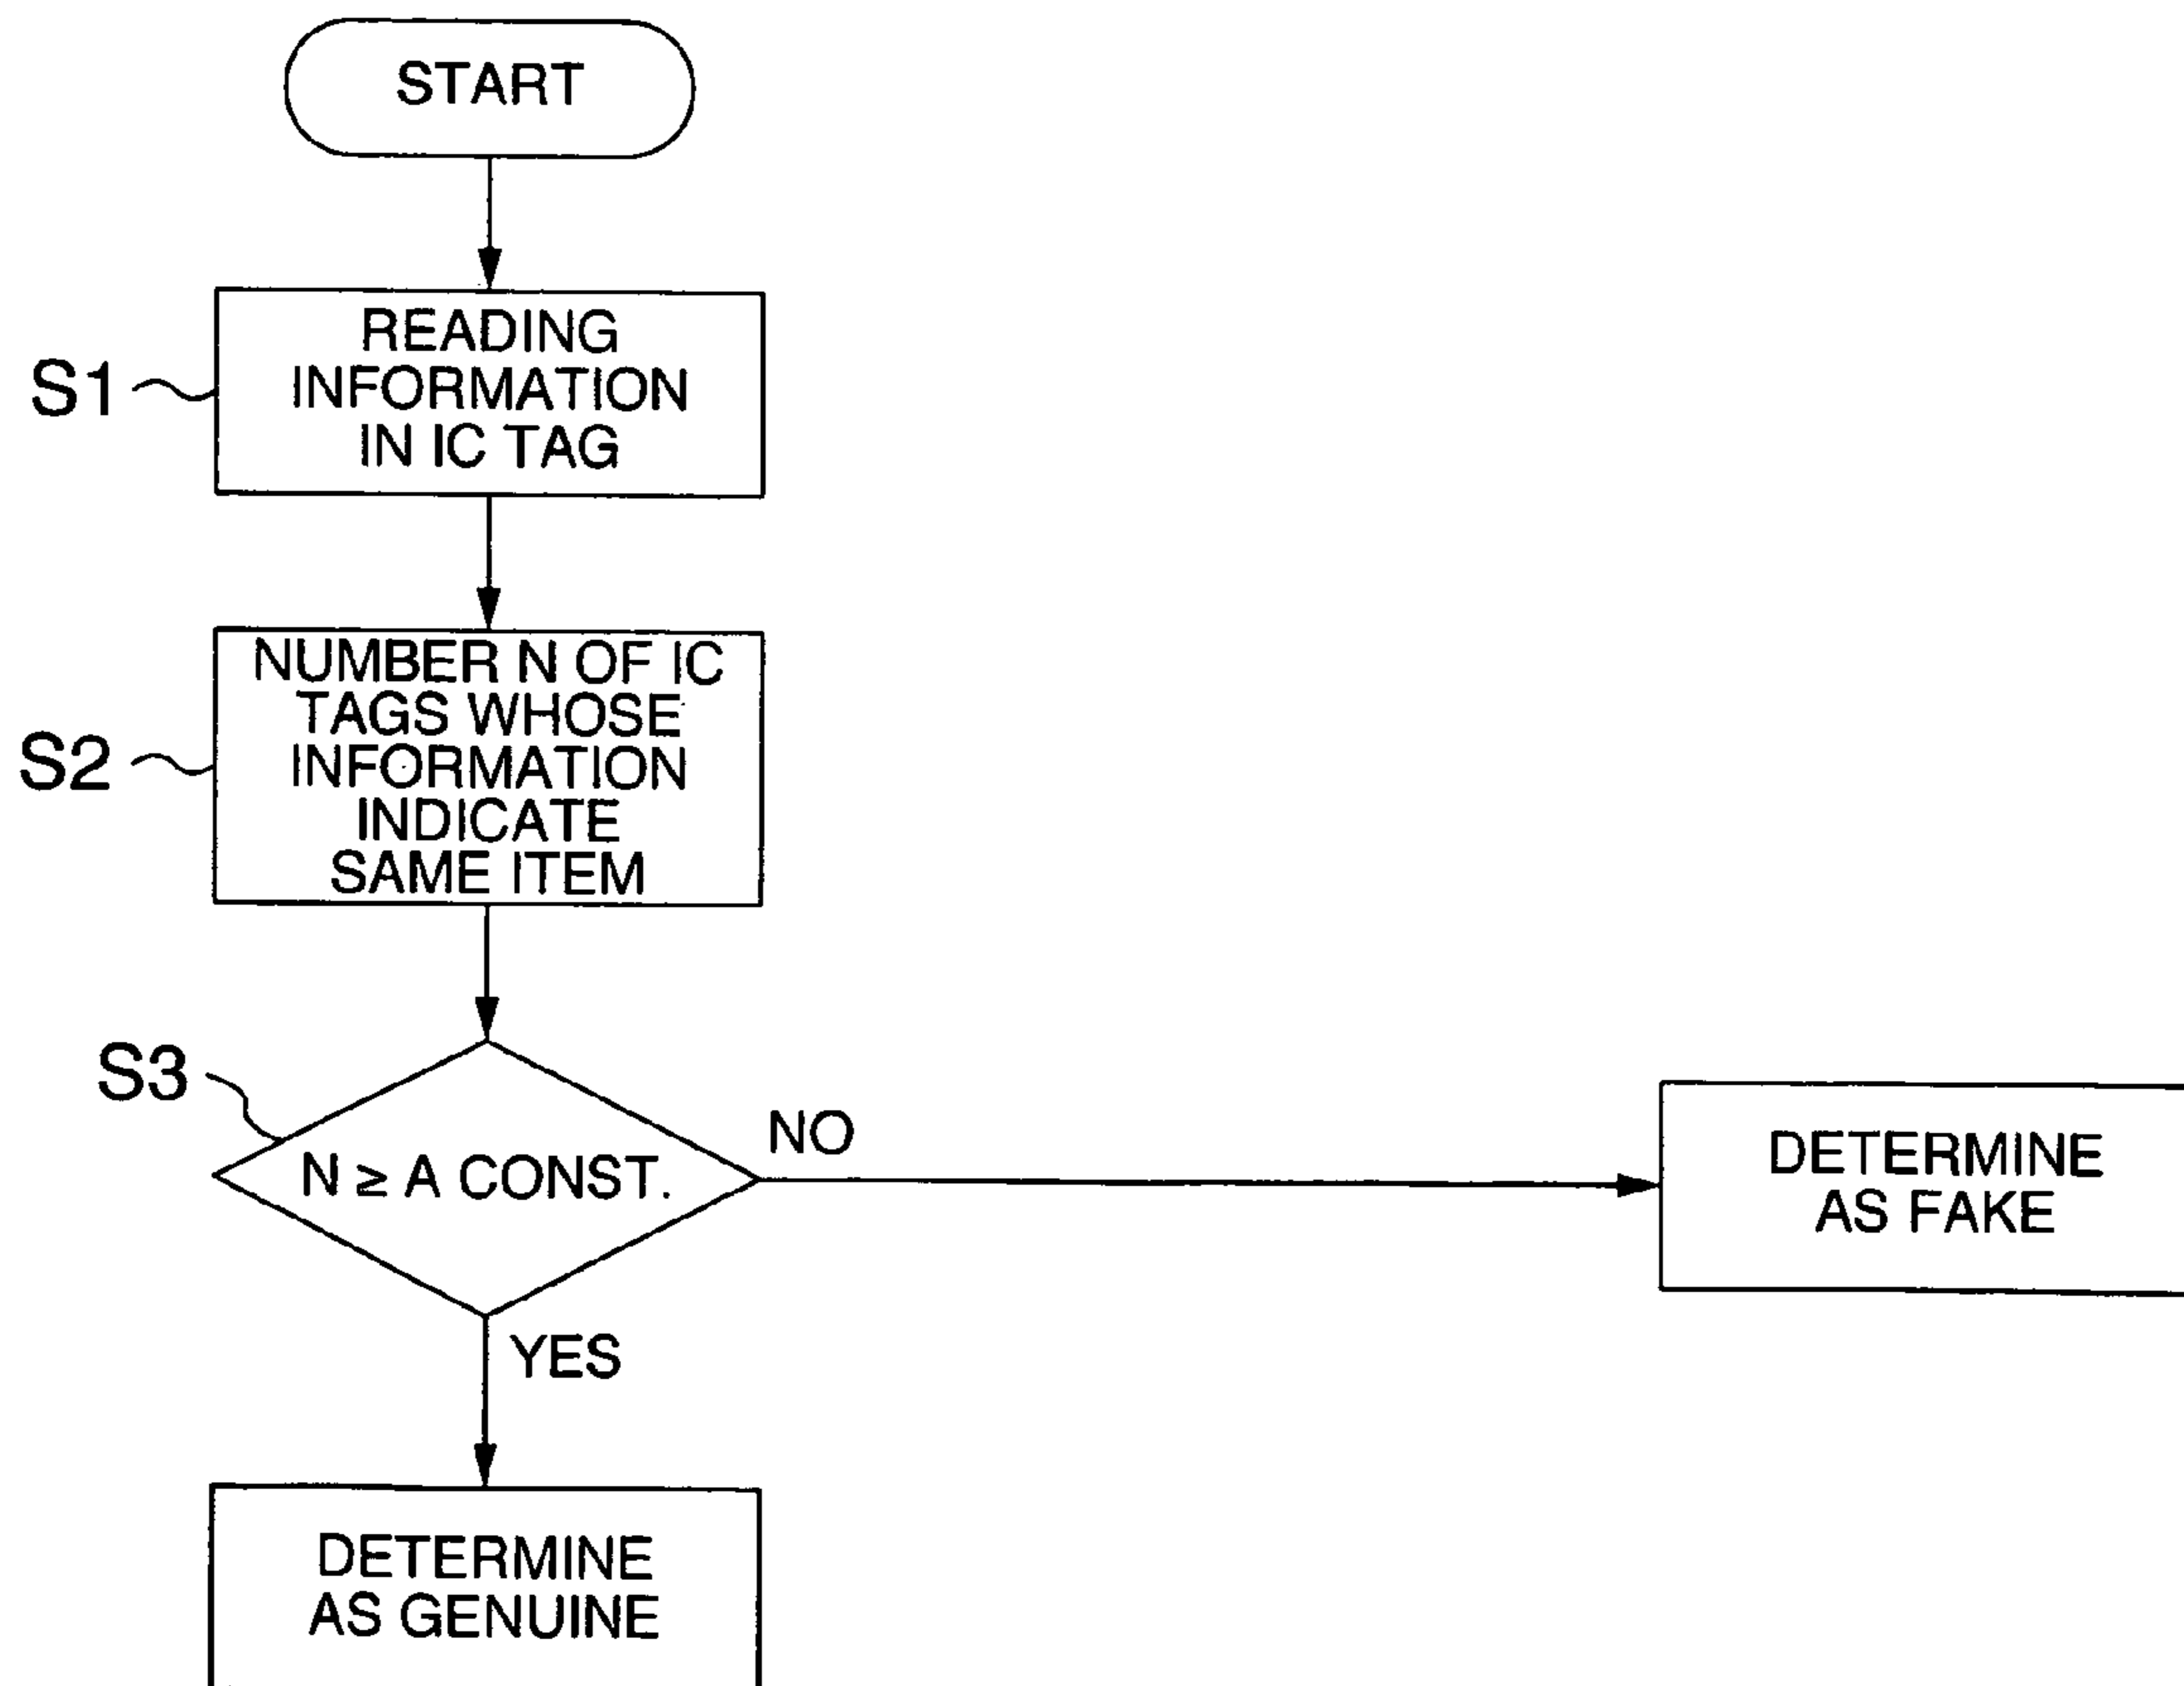 START
S1
READING
INFORMATION
IN IC TAG
S2
NUMBER N OF IC
TAGS WHOSE
INFORMATION
INDICATE
SAME ITEM
S3
N ≥ A CONST.
NO
DETERMINE
AS FAKE
YES
DETERMINE
AS GENUINE